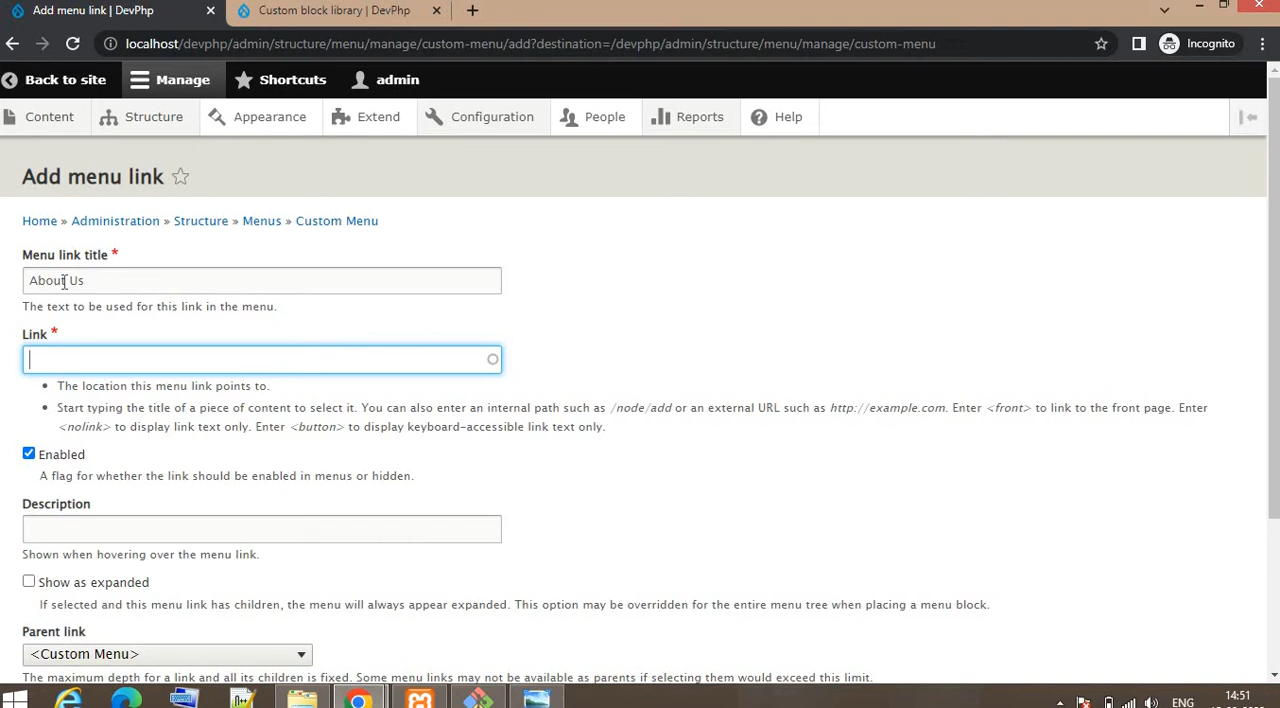 Add menu link | DevPhp
Custom block library | DevPhp
localhost/devphp/admin/structure/menu/manage/custom-menu/add?destination=/devphp/admin/structure/menu/manage/custom-menu
Incognito
Back to site
Manage
Shortcuts
admin
Content
Structure
Appearance
Extend
Configuration
People
Reports
Help
Add menu link
Home » Administration » Structure » Menus » Custom Menu
Menu link title *
About Us
The text to be used for this link in the menu.
Link *
• The location this menu link points to.
• Start typing the title of a piece of content to select it. You can also enter an internal path such as /node/add or an external URL such as http://example.com. Enter <front> to link to the front page. Enter
<nolink> to display link text only. Enter <button> to display keyboard-accessible link text only.
Enabled
A flag for whether the link should be enabled in menus or hidden.
Description
Shown when hovering over the menu link.
Show as expanded
If selected and this menu link has children, the menu will always appear expanded. This option may be overridden for the entire menu tree when placing a menu block.
Parent link
<Custom Menu>
The maximum depth for a link and all its children is fixed. Some menu links may not be available as parents if selecting them would exceed this limit.
ENG
14:51